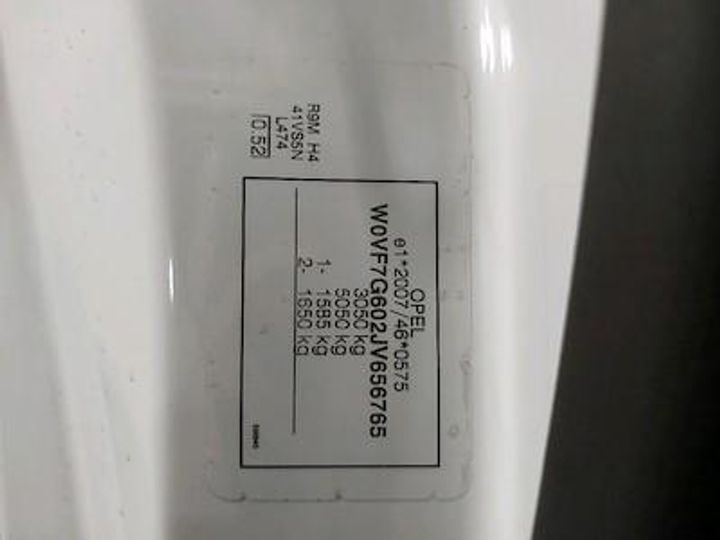 OPEL
e1*2007/46*0575
W0VF7G602JV656765
3050 kg
5050 kg
1- 1585 kg
2- 1650 kg
R9M H4
41VS5N
L474
0.52